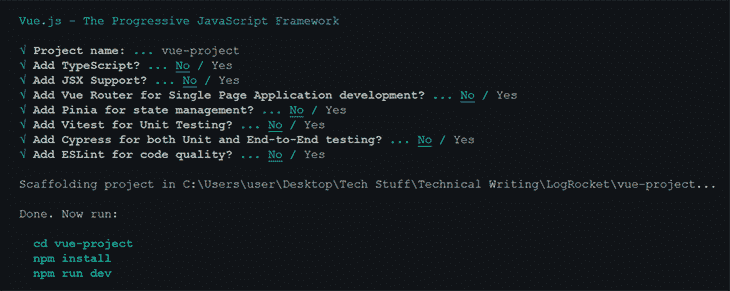 Vue.js - The Progressive JavaScript Framework
√ Project name: ... vue-project
√ Add TypeScript? ... No / Yes
√ Add JSX Support? ... No / Yes
√ Add Vue Router for Single Page Application development? ... No / Yes
√ Add Pinia for state management? ... No / Yes
√ Add Vitest for Unit Testing? ... No / Yes
√ Add Cypress for both Unit and End-to-End testing? ... No / Yes
√ Add ESLint for code quality? ... No / Yes
Scaffolding project in C:\Users\user\Desktop\Tech Stuff\Technical Writing\LogRocket\vue-project...
Done. Now run:
cd vue-project
npm install
npm run dev